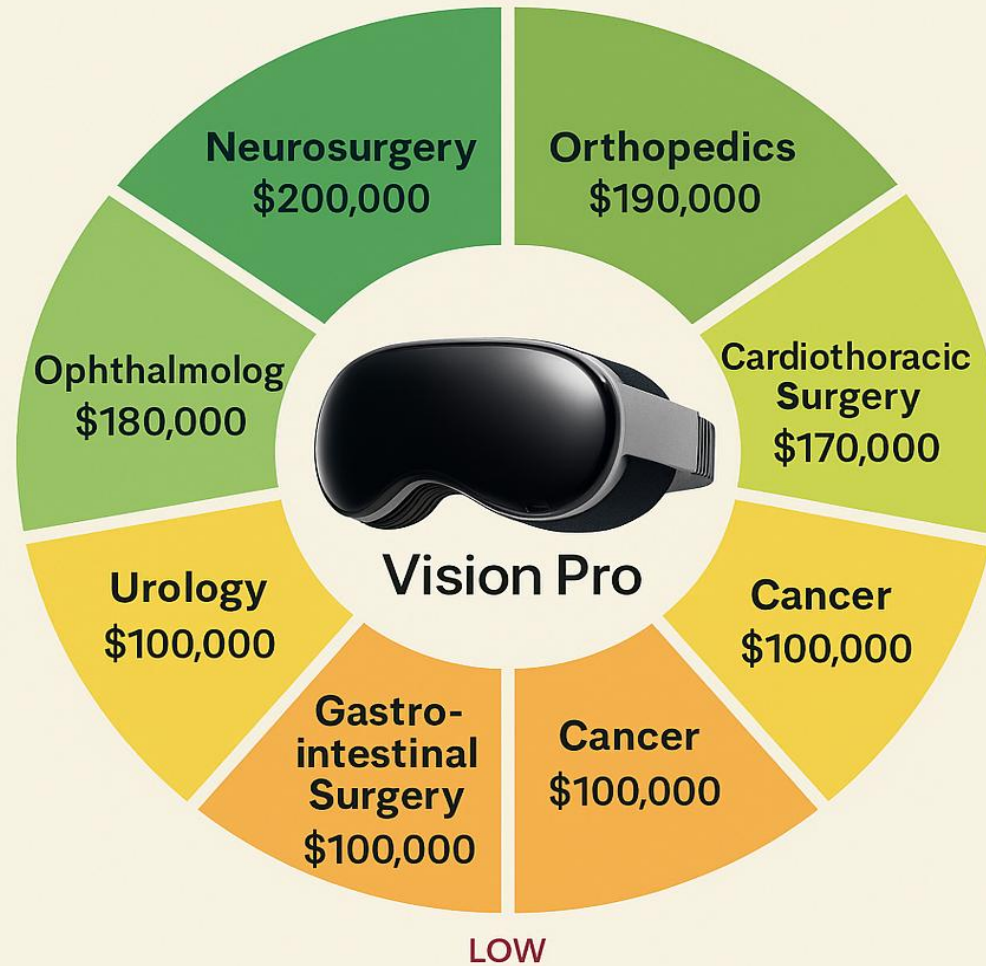 Neurosurgery
$200,000
Orthopedics
$190,000
Ophthalmolog
$180,000
Cardiothoracic
Surgery
$170,000
Vision Pro
Urology
$100,000
Cancer
$100,000
Gastro-
intestinal
Surgery
$100,000
Cancer
$100,000
LOW